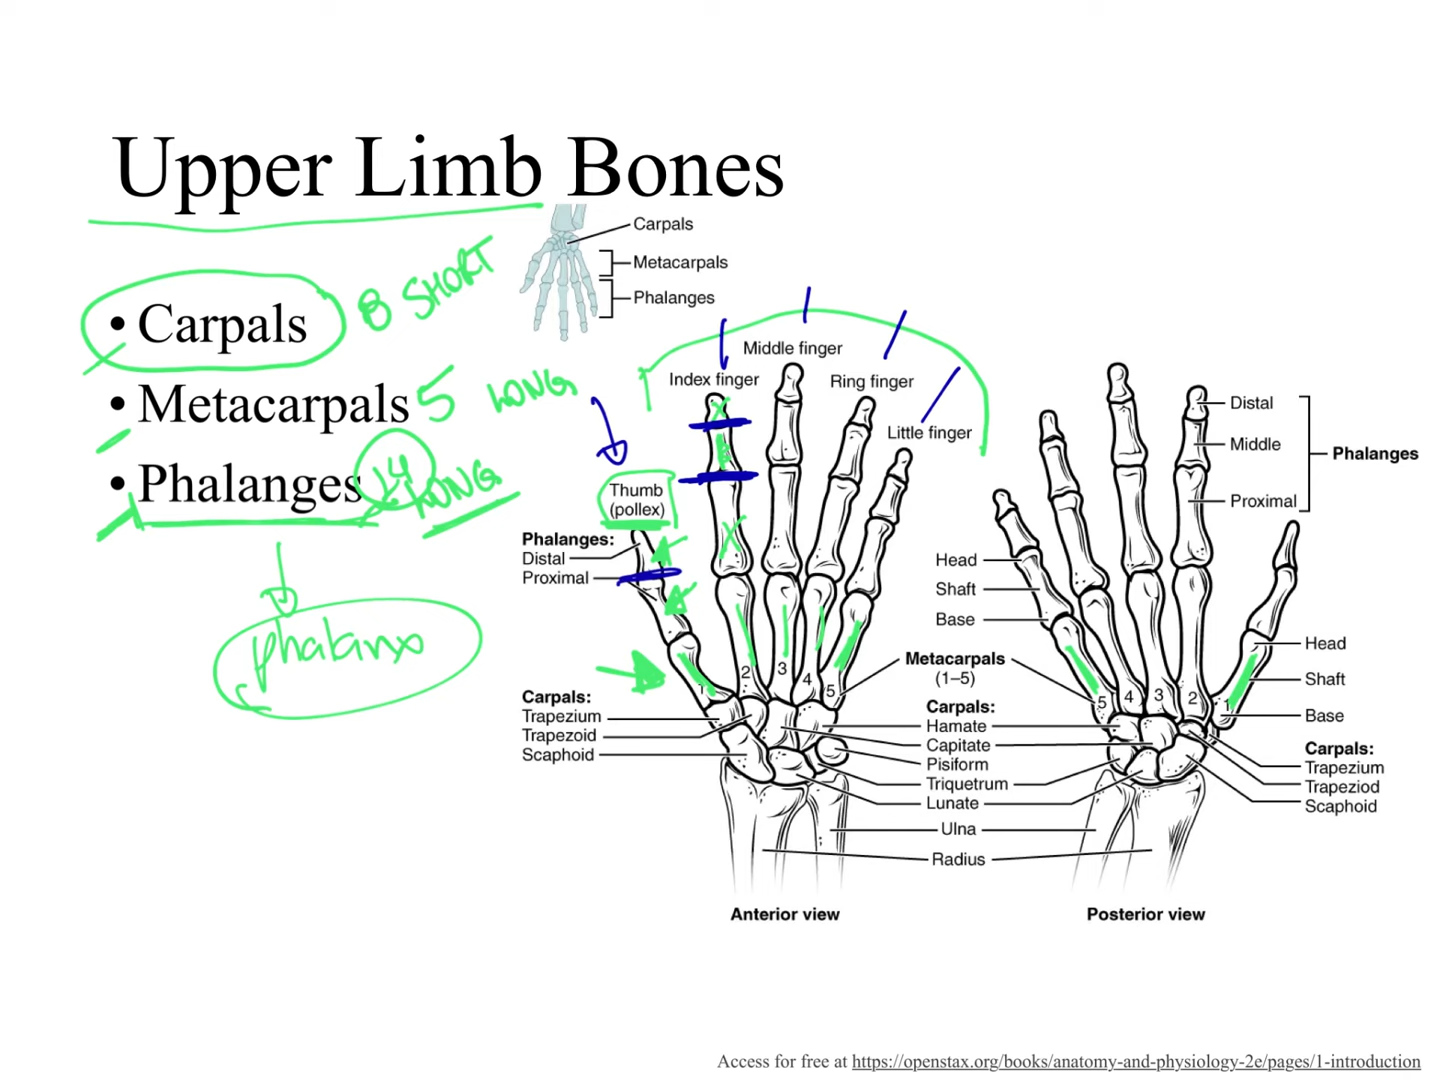 Upper Limb Bones
• Carpals 8 SHORT
• Metacarpals 5 LONG
• Phalanges 14 LONG
phalanx
Carpals
Metacarpals
Phalanges
Middle finger
Index finger
Ring finger
Little finger
Thumb
(pollex)
Phalanges:
Distal
Proximal
1
2
3
4
5
Carpals:
Trapezium
Trapezoid
Scaphoid
Metacarpals
(1–5)
Carpals:
Hamate
Capitate
Pisiform
Triquetrum
Lunate
Ulna
Radius
Head
Shaft
Base
5
4
3
2
1
Distal
Middle
Proximal
Phalanges
Head
Shaft
Base
Carpals:
Trapezium
Trapeziod
Scaphoid
Anterior view
Posterior view
Access for free at https://openstax.org/books/anatomy-and-physiology-2e/pages/1-introduction